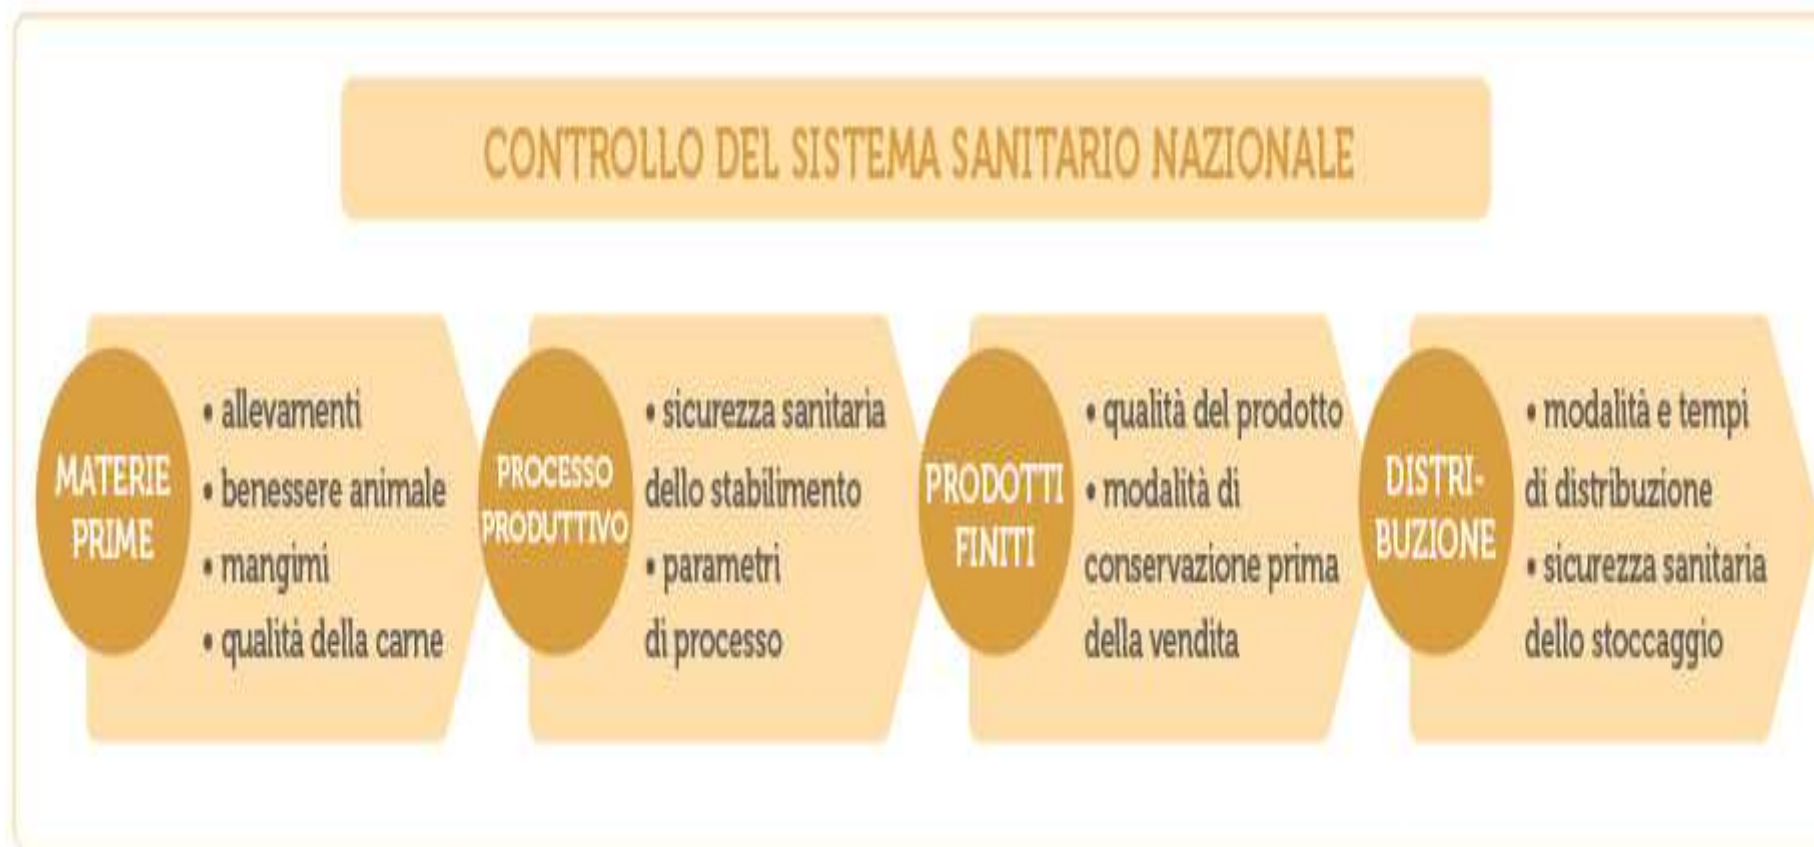 CONTROLLO DEL SISTEMA SANITARIO NAZIONALE
MATERIE
PRIME
• allevamenti
• benessere animale
• mangimi
• qualità della carne
PROCESSO
PRODUTTIVO
• sicurezza sanitaria
dello stabilimento
• parametri
di processo
PRODOTTI
FINITI
• qualità del prodotto
• modalità di
conservazione prima
della vendita
DISTRI-
BUZIONE
• modalità e tempi
di distribuzione
• sicurezza sanitaria
dello stoccaggio